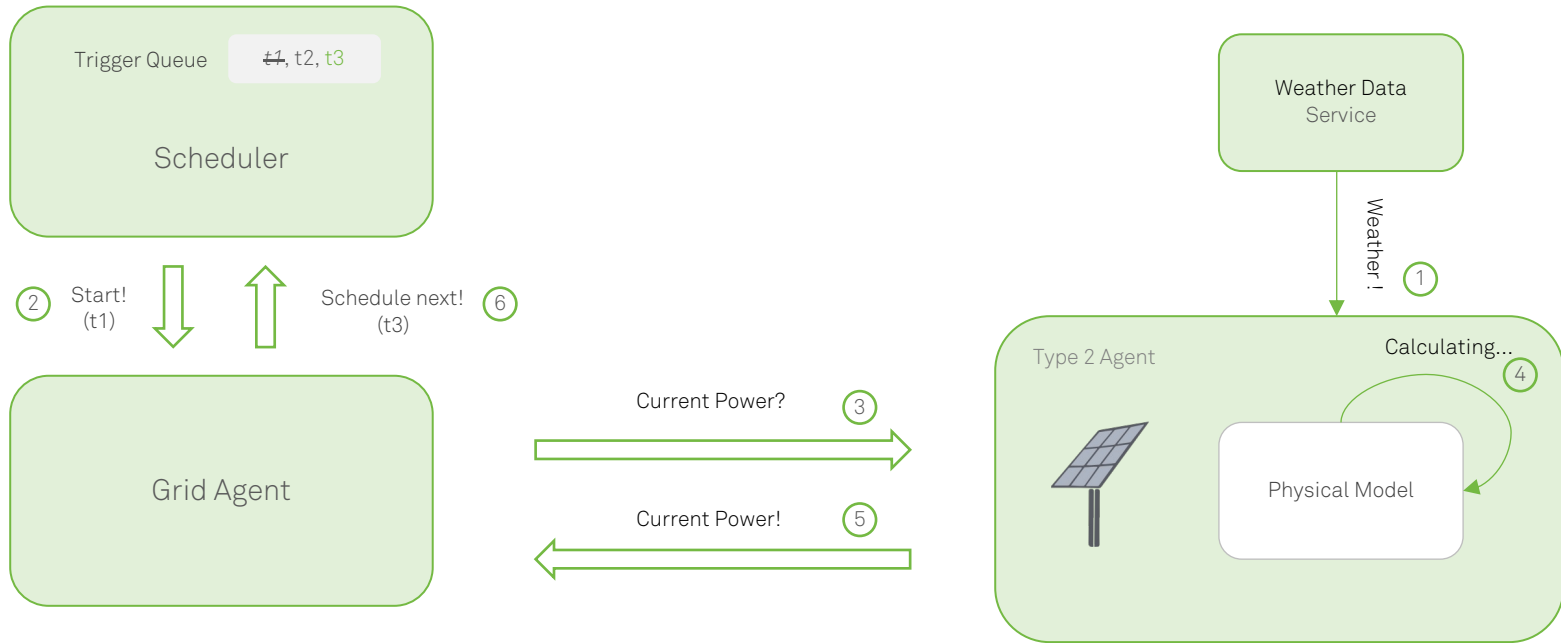 Trigger Queue
t1, t2, t3
Scheduler
Weather Data
Service
Weather !
1
2
Start!
(t1)
Schedule next!
(t3)
6
Type 2 Agent
Calculating...
4
Physical Model
Current Power?
3
Grid Agent
Current Power!
5